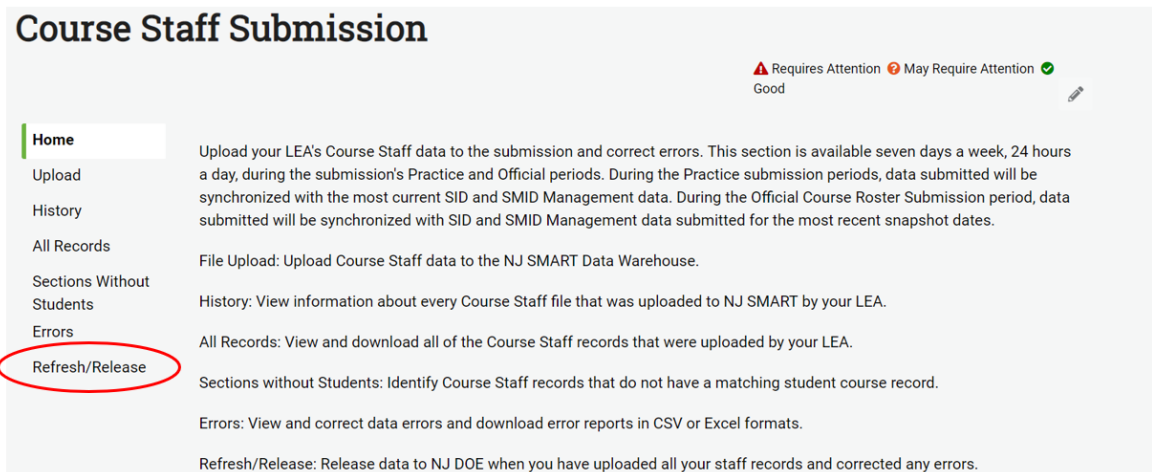 Course Staff Submission
Requires Attention May Require Attention
Good
Home
Upload
History
All Records
Sections Without
Students
Errors
Refresh/Release
Upload your LEA's Course Staff data to the submission and correct errors. This section is available seven days a week, 24 hours
a day, during the submission's Practice and Official periods. During the Practice submission periods, data submitted will be
synchronized with the most current SID and SMID Management data. During the Official Course Roster Submission period, data
submitted will be synchronized with SID and SMID Management data submitted for the most recent snapshot dates.
File Upload: Upload Course Staff data to the NJ SMART Data Warehouse.
History: View information about every Course Staff file that was uploaded to NJ SMART by your LEA.
All Records: View and download all of the Course Staff records that were uploaded by your LEA.
Sections without Students: Identify Course Staff records that do not have a matching student course record.
Errors: View and correct data errors and download error reports in CSV or Excel formats.
Refresh/Release: Release data to NJ DOE when you have uploaded all your staff records and corrected any errors.